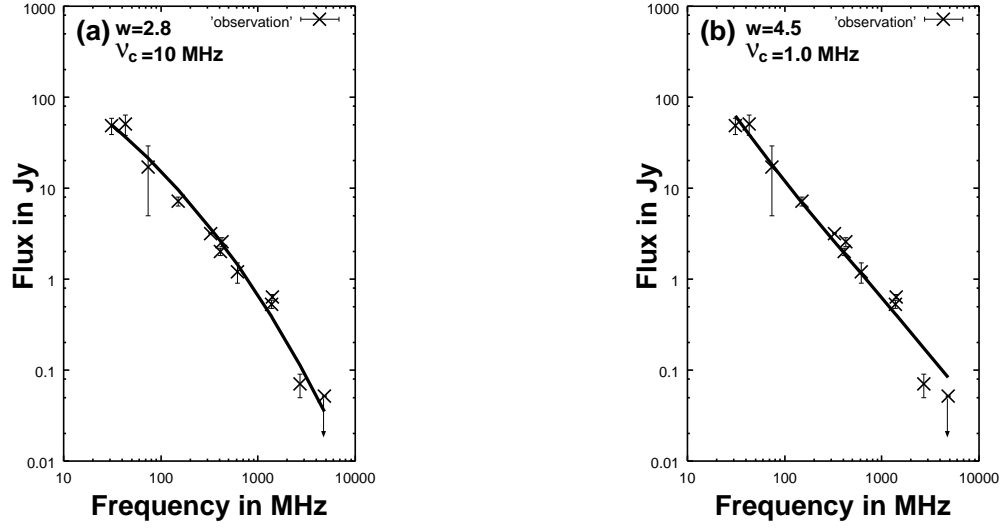 (a) w=2.8
ν_c =10 MHz
'observation'
1000
100
10
1
0.1
0.01
10 100 1000 10000
Flux in Jy
Frequency in MHz
(b) w=4.5
ν_c =1.0 MHz
'observation'
1000
100
10
1
0.1
0.01
10 100 1000 10000
Flux in Jy
Frequency in MHz